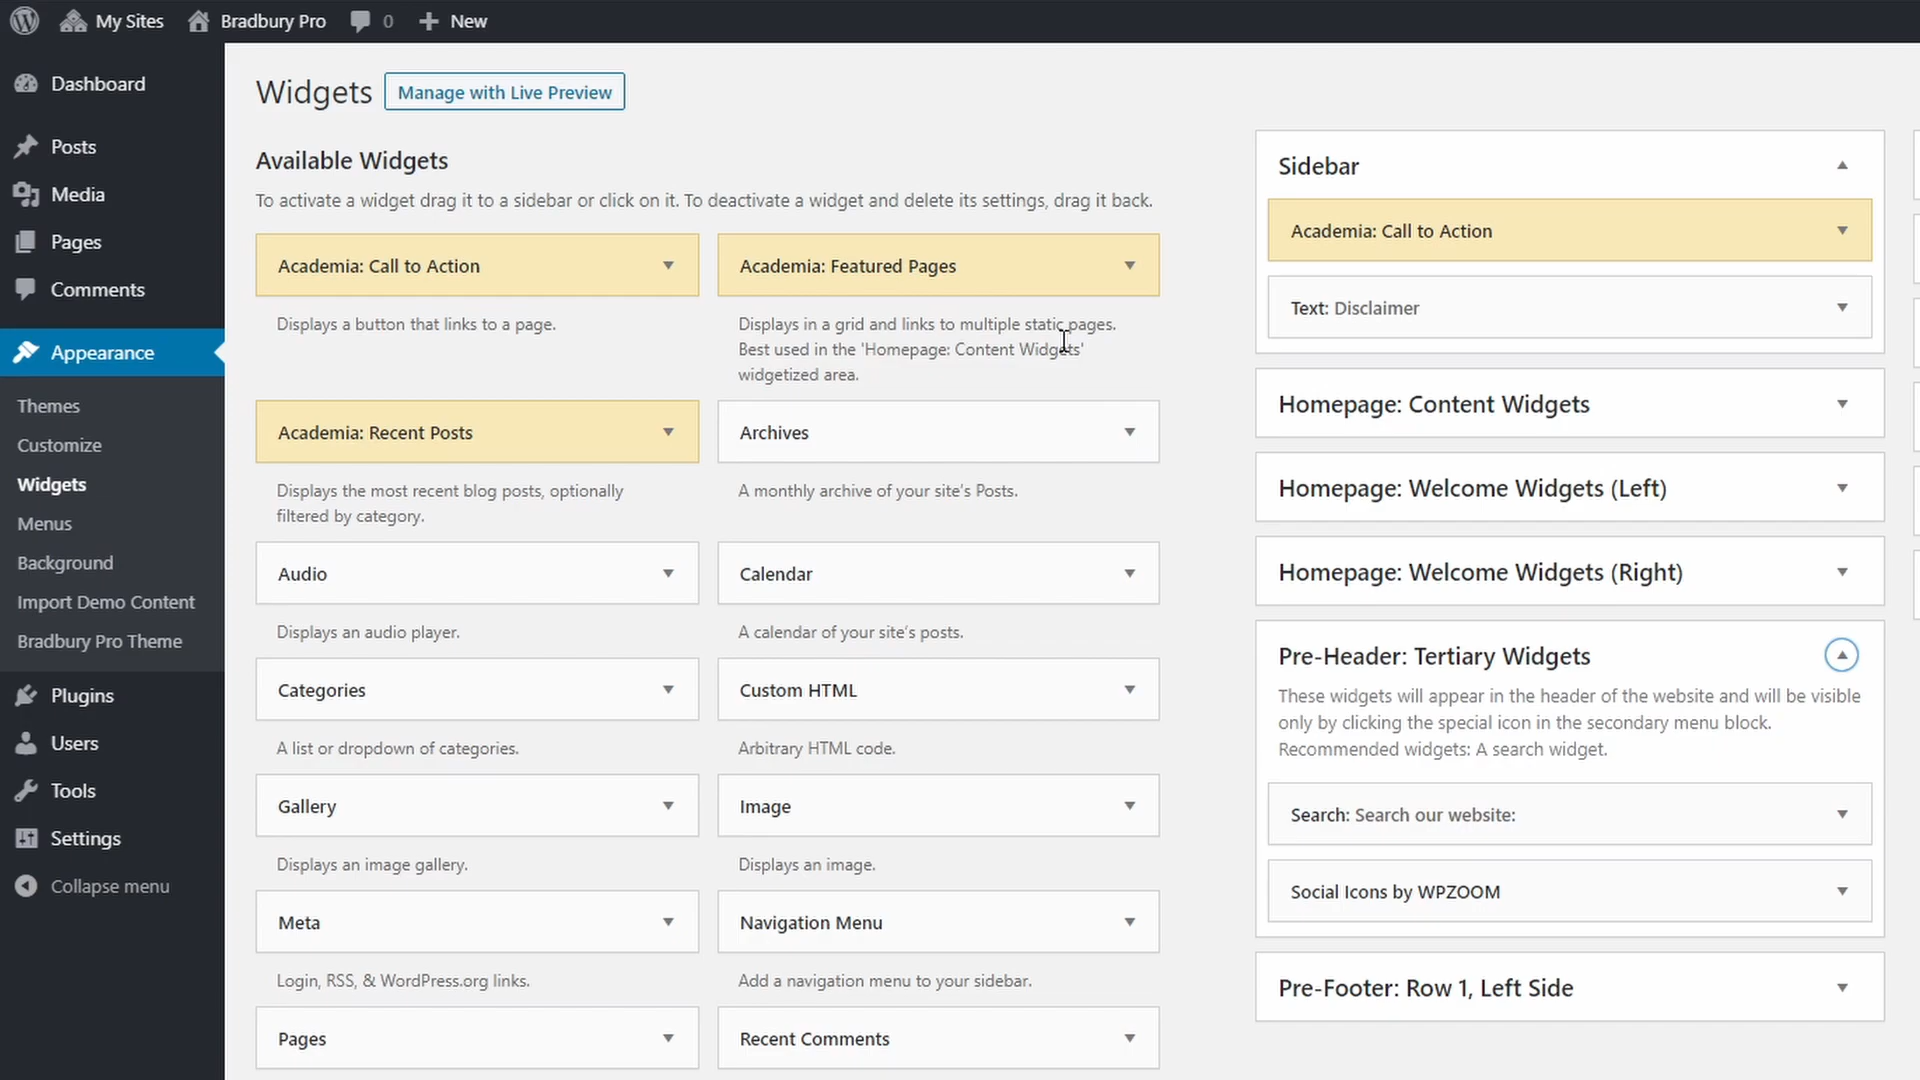 My Sites
Bradbury Pro
0
New
Dashboard
Posts
Media
Pages
Comments
Appearance
Themes
Customize
Widgets
Menus
Background
Import Demo Content
Bradbury Pro Theme
Plugins
Users
Tools
Settings
Collapse menu
Widgets
Manage with Live Preview
Available Widgets
To activate a widget drag it to a sidebar or click on it. To deactivate a widget and delete its settings, drag it back.
Academia: Call to Action
Displays a button that links to a page.
Academia: Featured Pages
Displays in a grid and links to multiple static pages.
Best used in the 'Homepage: Content Widgets'
widgetized area.
Academia: Recent Posts
Displays the most recent blog posts, optionally
filtered by category.
Archives
A monthly archive of your site's Posts.
Audio
Displays an audio player.
Calendar
A calendar of your site's posts.
Categories
A list or dropdown of categories.
Custom HTML
Arbitrary HTML code.
Gallery
Displays an image gallery.
Image
Displays an image.
Meta
Login, RSS, & WordPress.org links.
Navigation Menu
Add a navigation menu to your sidebar.
Pages
Recent Comments
Sidebar
Academia: Call to Action
Text: Disclaimer
Homepage: Content Widgets
Homepage: Welcome Widgets (Left)
Homepage: Welcome Widgets (Right)
Pre-Header: Tertiary Widgets
These widgets will appear in the header of the website and will be visible
only by clicking the special icon in the secondary menu block.
Recommended widgets: A search widget.
Search: Search our website:
Social Icons by WPZOOM
Pre-Footer: Row 1, Left Side